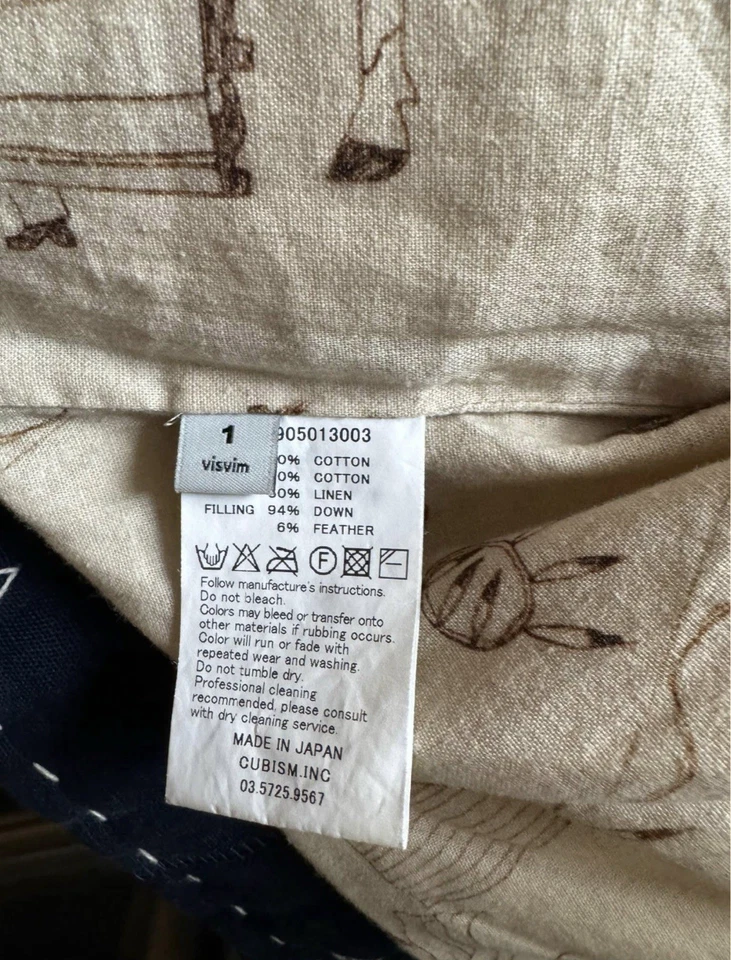 1
visvim
905013003
0% COTTON
0% COTTON
30% LINEN
FILLING 94% DOWN
6% FEATHER
F
Follow manufacture's instructions.
Do not bleach.
Colors may bleed or transfer onto
other materials if rubbing occurs.
Color will run or fade with
repeated wear and washing.
Do not tumble dry.
Professional cleaning
recommended, please consult
with dry cleaning service.
MADE IN JAPAN
CUBISM.INC
03.5725.9567